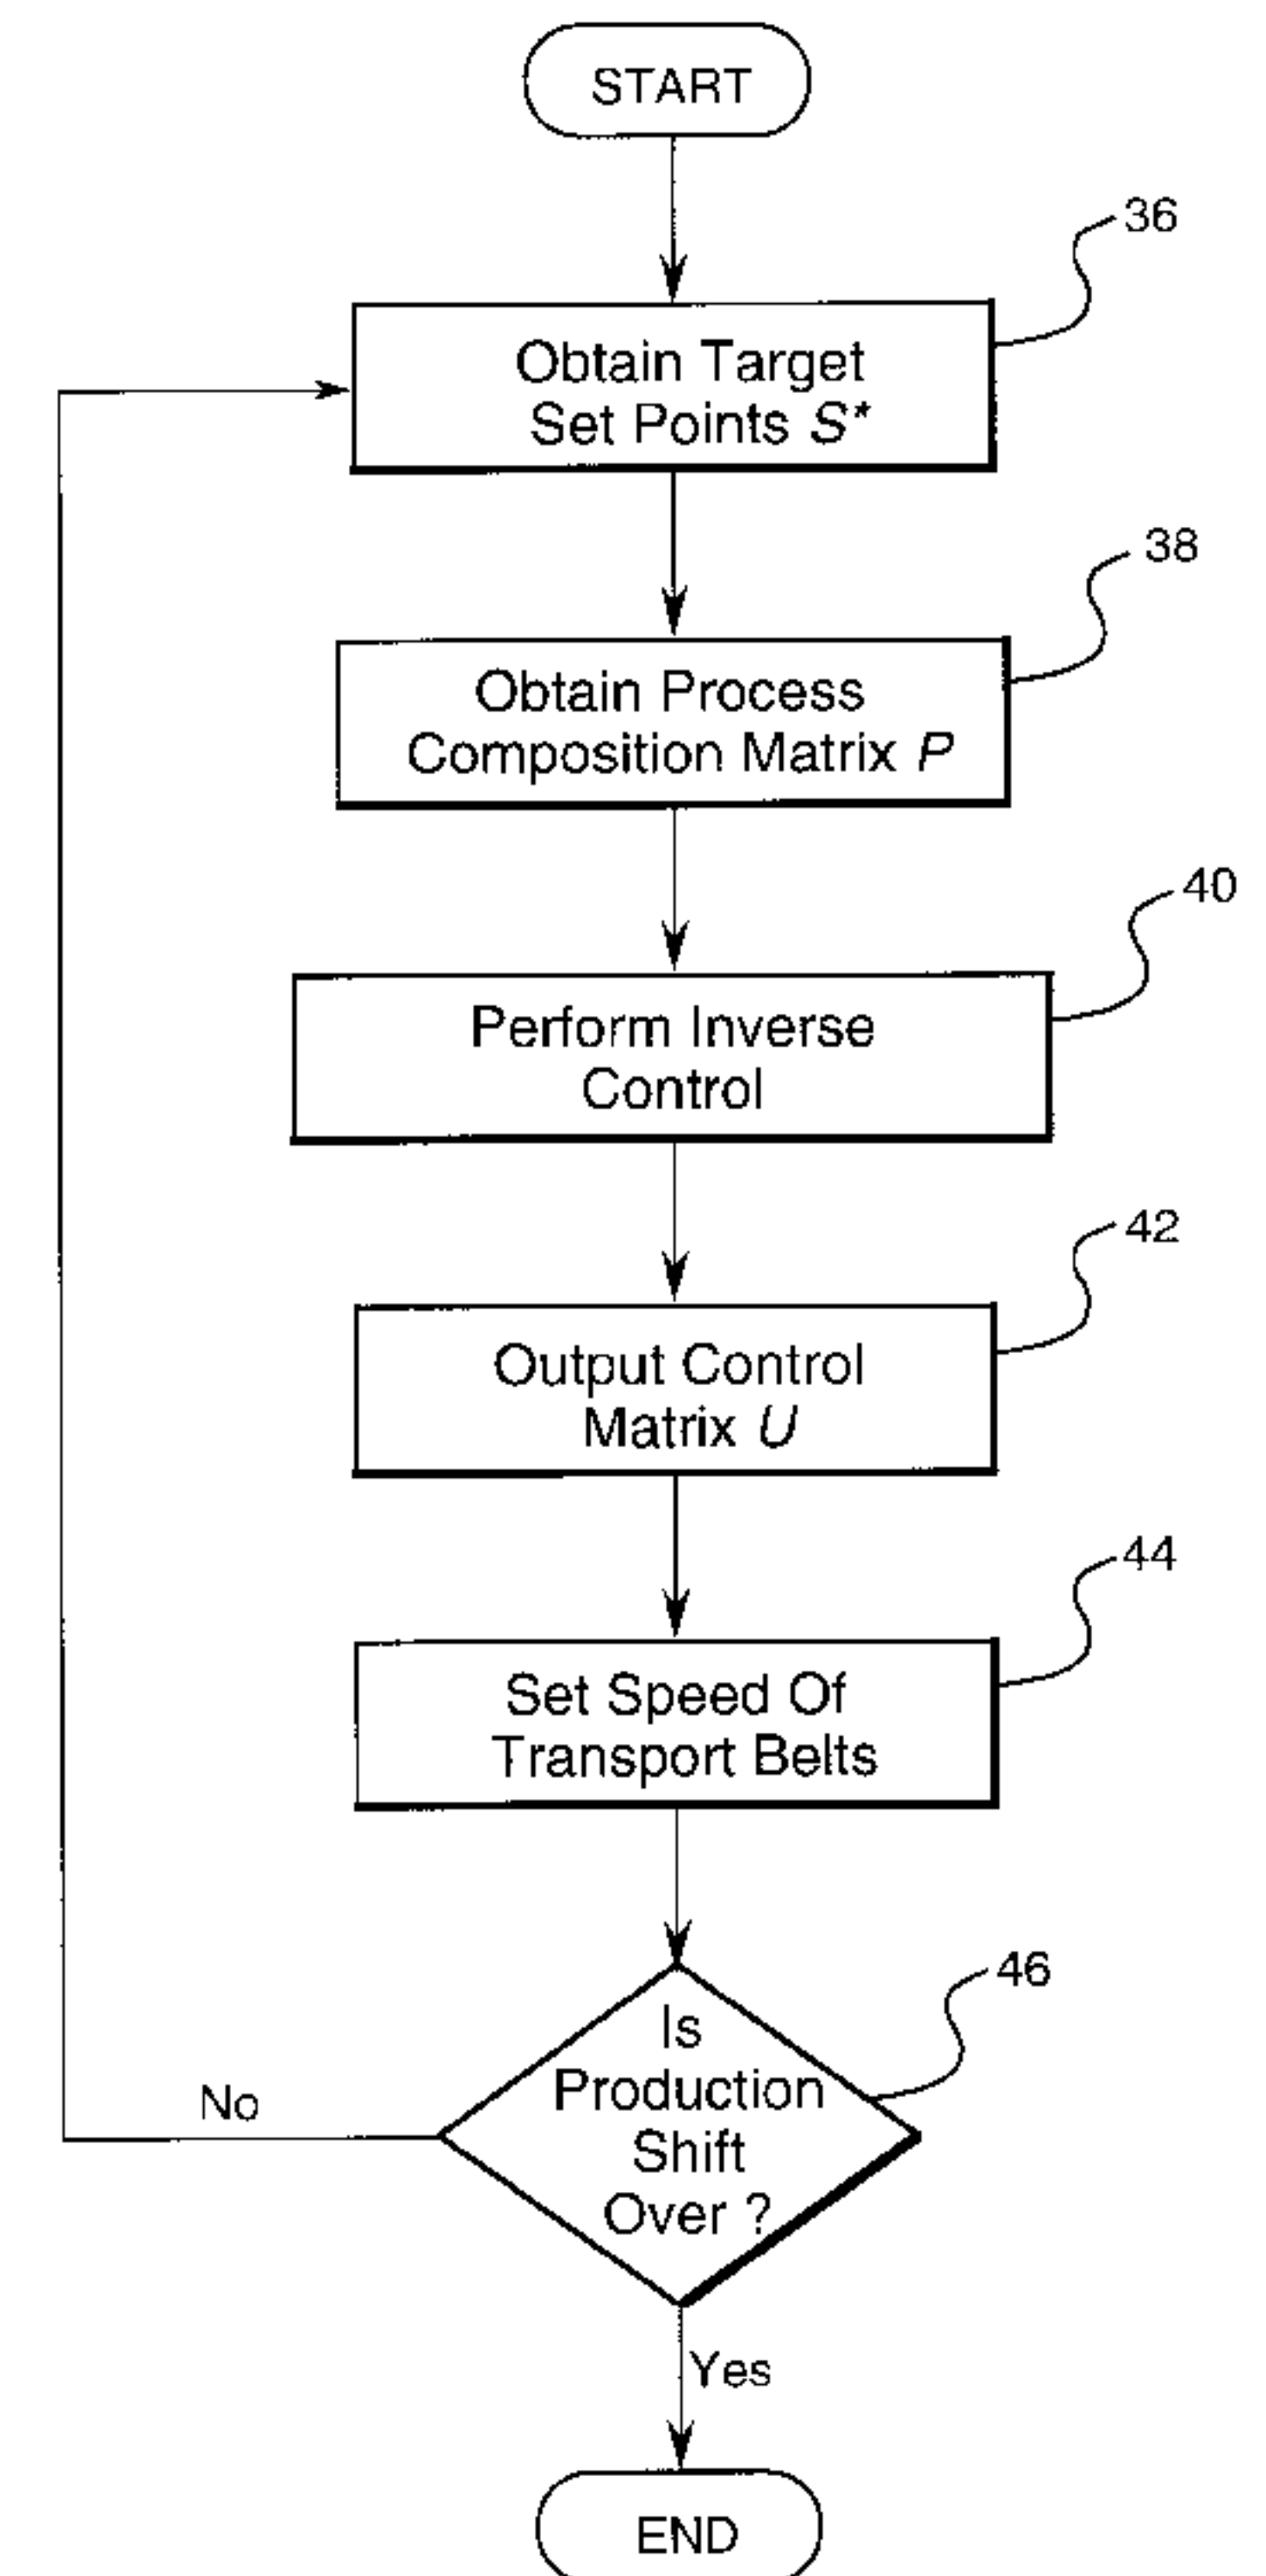 START
36
Obtain Target
Set Points S*
38
Obtain Process
Composition Matrix P
40
Perform Inverse
Control
42
Output Control
Matrix U
44
Set Speed Of
Transport Belts
46
Is
Production
Shift
Over ?
No
Yes
END